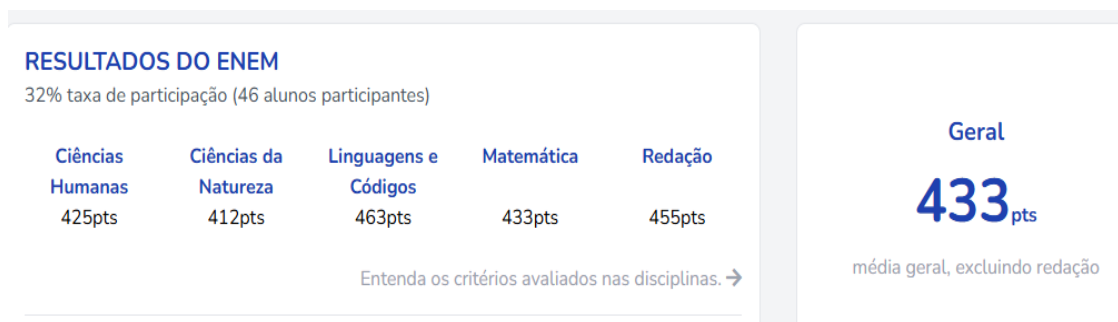 RESULTADOS DO ENEM
32% taxa de participação (46 alunos participantes)
Ciências Humanas
Ciências da Natureza
Linguagens e Códigos
Matemática
Redação
425pts
412pts
463pts
433pts
455pts
Entenda os critérios avaliados nas disciplinas. →
Geral
433pts
média geral, excluindo redação